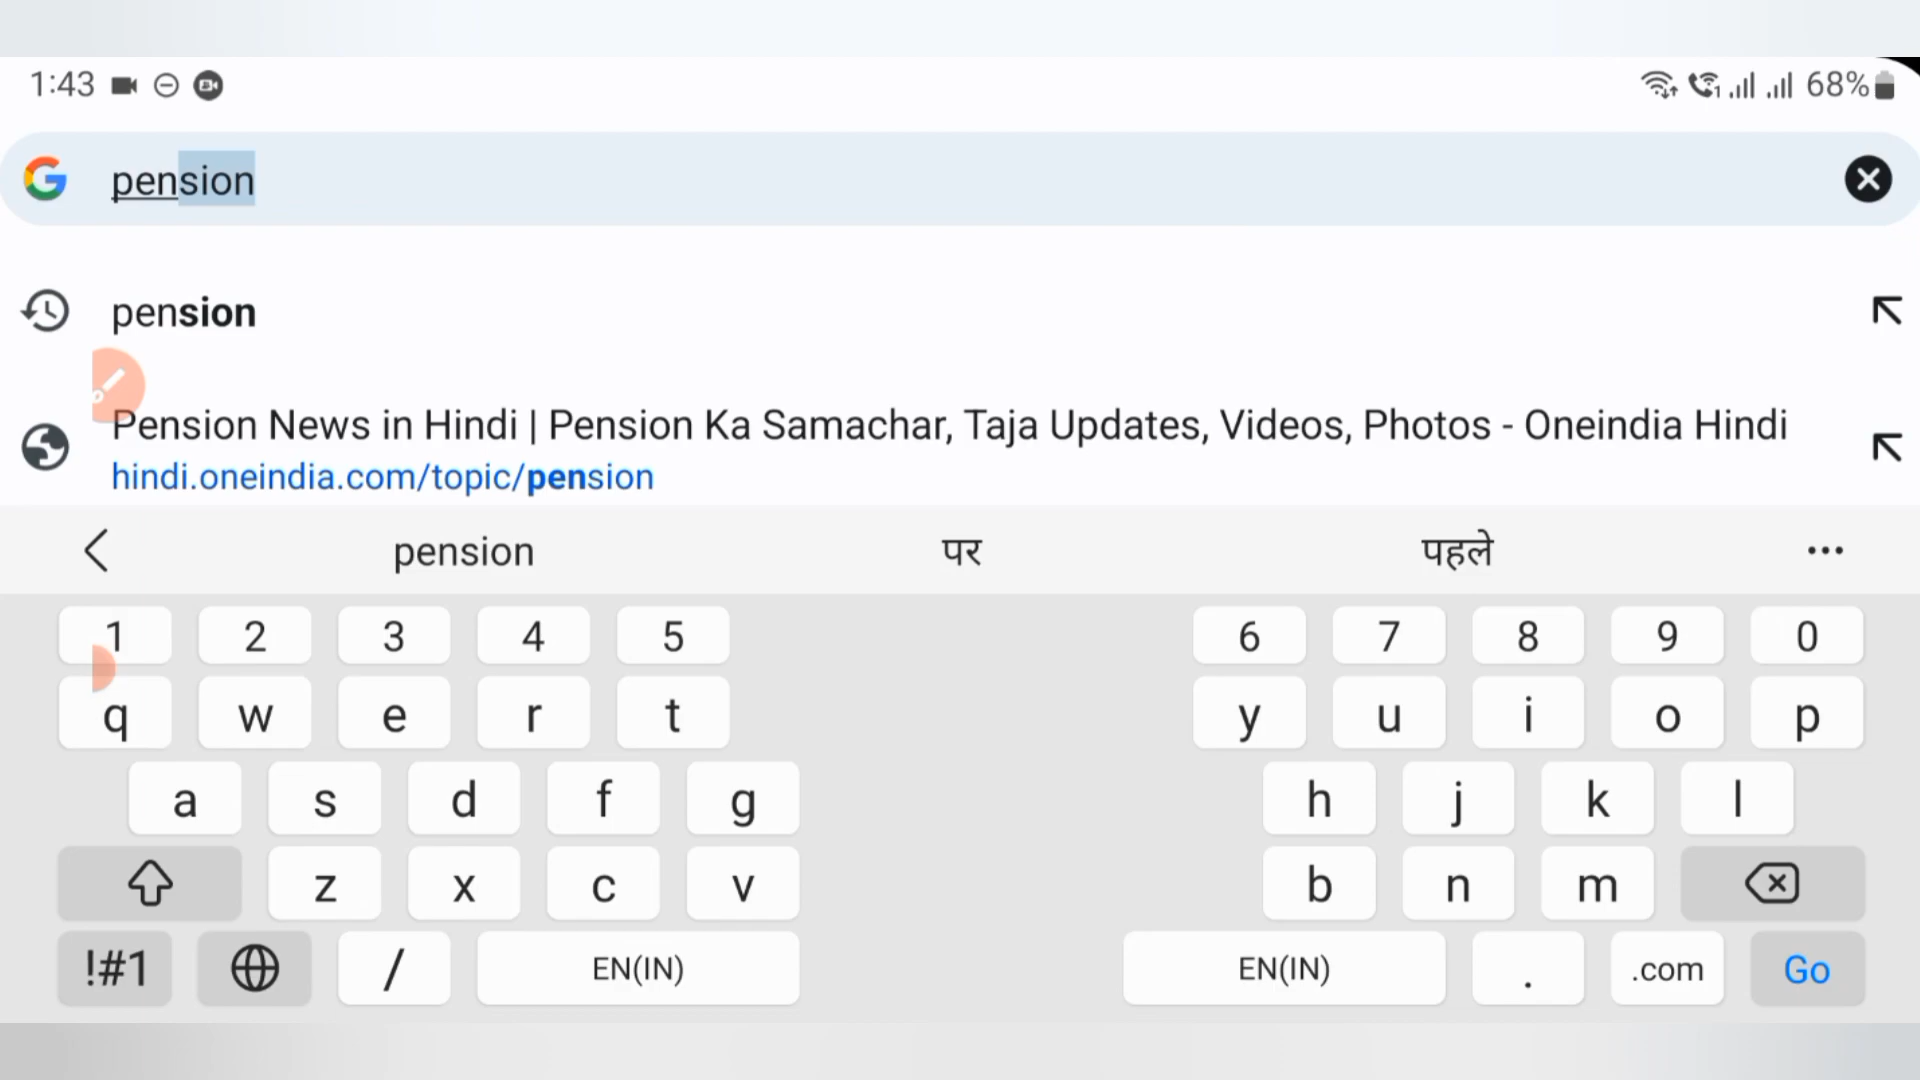 1:43 68%
pension
pension
Pension News in Hindi | Pension Ka Samachar, Taja Updates, Videos, Photos - Oneindia Hindi
hindi.oneindia.com/topic/pension
pension पर पहले ...
1 2 3 4 5 6 7 8 9 0
q w e r t y u i o p
a s d f g h j k l
z x c v b n m
!#1 / EN(IN) EN(IN) . .com Go